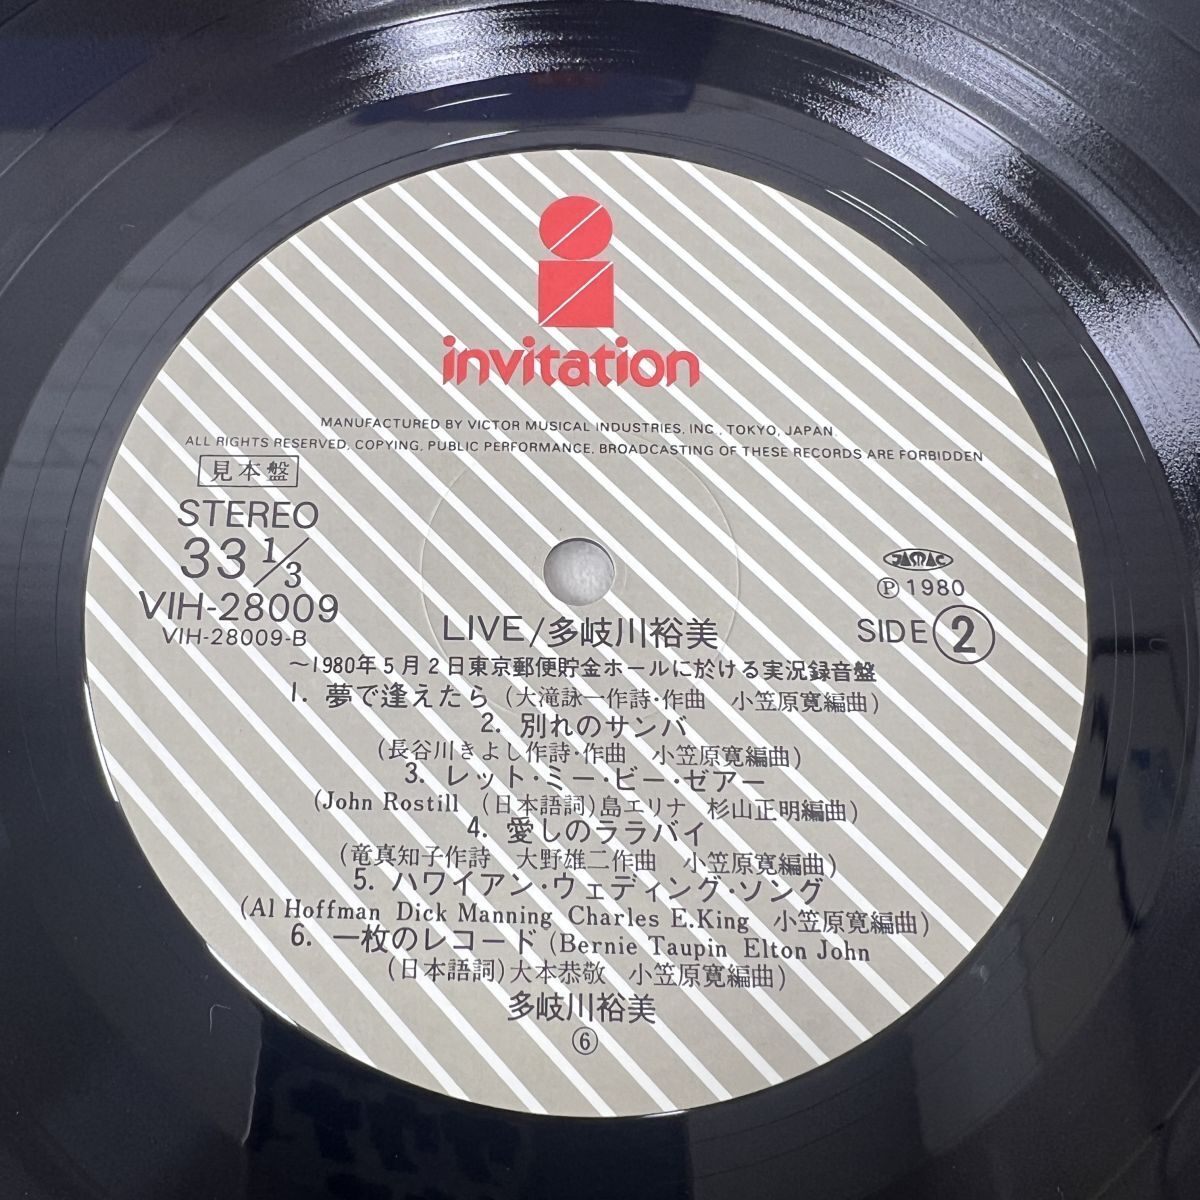 invitation
MANUFACTURED BY VICTOR MUSICAL INDUSTRIES, INC., TOKYO, JAPAN.
ALL RIGHTS RESERVED, COPYING, PUBLIC PERFORMANCE, BROADCASTING OF THESE RECORDS ARE FORBIDDEN
見本盤
STEREO
33 1/3
VIH-28009
VIH-28009-B
JASRAC
Ⓟ1980
SIDE ②
LIVE/多岐川裕美
〜1980年5月2日東京郵便貯金ホールに於ける実況録音盤
1. 夢で逢えたら (大滝詠一作詩・作曲 小笠原寛編曲)
2. 別れのサンバ
(長谷川きよし作詩・作曲 小笠原寛編曲)
3. レット・ミー・ビー・ゼアー
(John Rostill (日本語詞)島エリナ 杉山正明編曲)
4. 愛しのララバイ
(竜真知子作詩 大野雄二作曲 小笠原寛編曲)
5. ハワイアン・ウェディング・ソング
(Al Hoffman Dick Manning Charles E.King 小笠原寛編曲)
6. 一枚のレコード (Bernie Taupin Elton John
(日本語詞)大本恭敬 小笠原寛編曲)
多岐川裕美
⑥